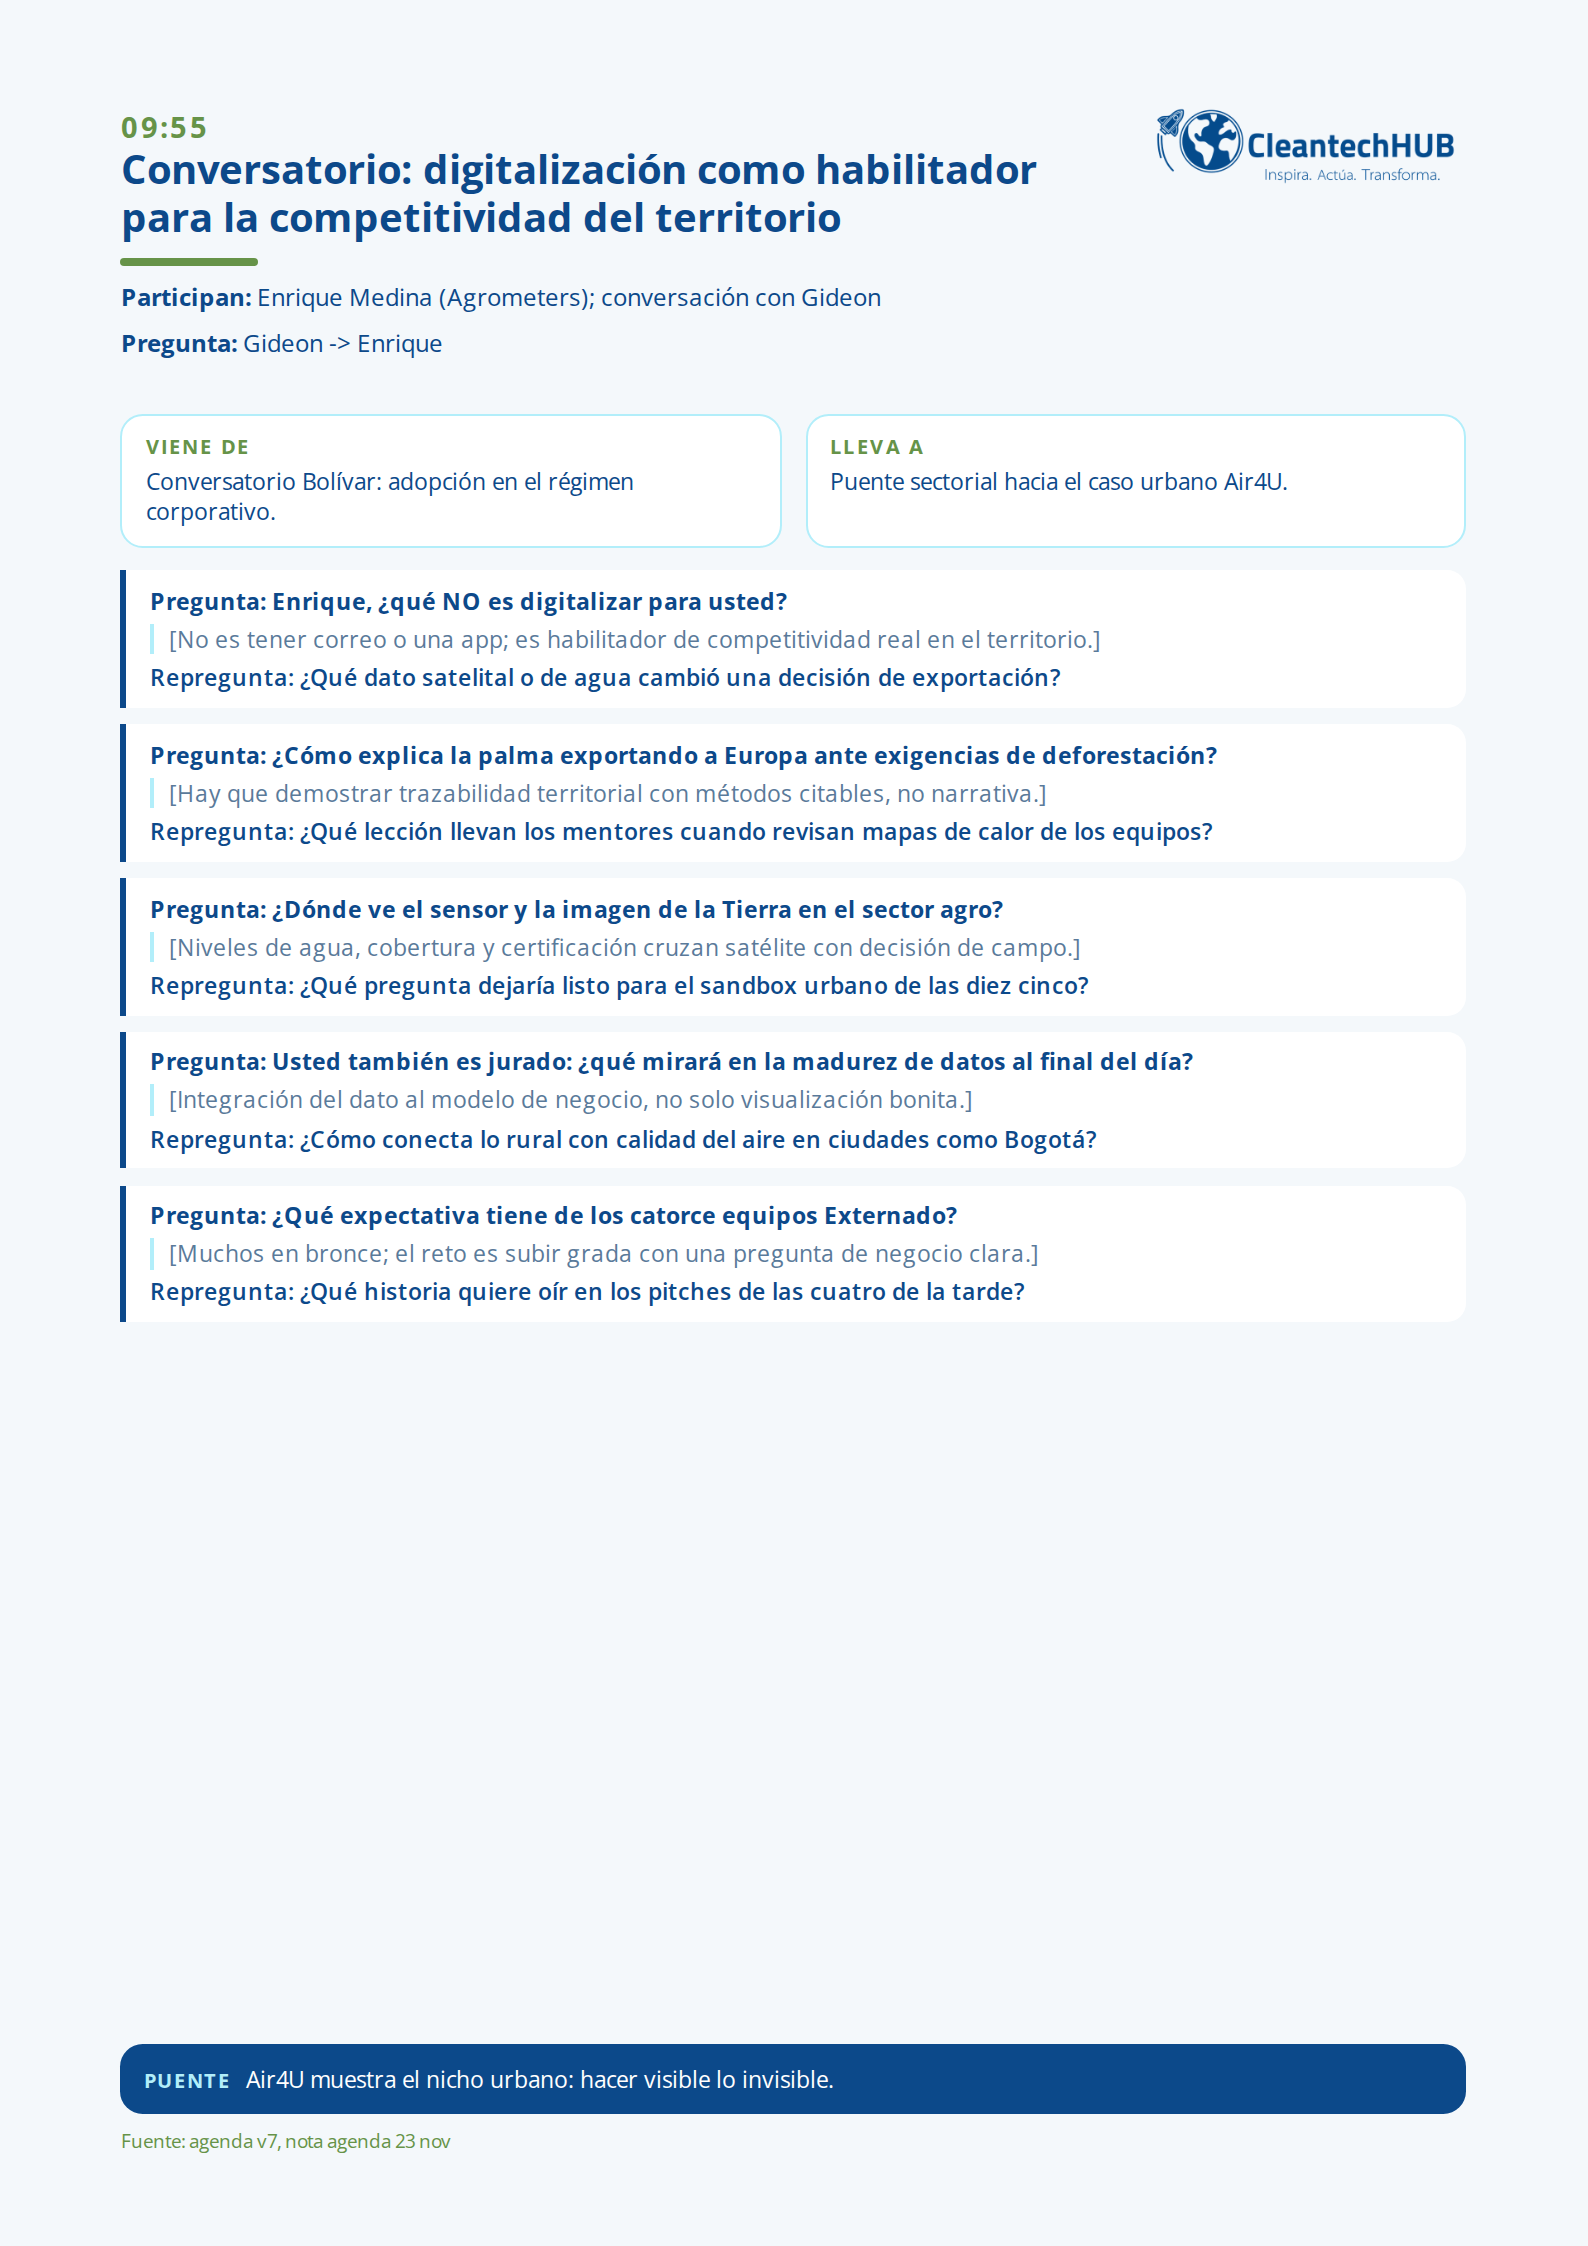 09:55
Conversatorio: digitalización como habilitador
para la competitividad del territorio
CleantechHUB
Inspira. Actúa. Transforma.
Participan: Enrique Medina (Agrometers); conversación con Gideon
Pregunta: Gideon -> Enrique
VIENE DE
Conversatorio Bolívar: adopción en el régimen
corporativo.
LLEVA A
Puente sectorial hacia el caso urbano Air4U.
Pregunta: Enrique, ¿qué NO es digitalizar para usted?
[No es tener correo o una app; es habilitador de competitividad real en el territorio.]
Repregunta: ¿Qué dato satelital o de agua cambió una decisión de exportación?
Pregunta: ¿Cómo explica la palma exportando a Europa ante exigencias de deforestación?
[Hay que demostrar trazabilidad territorial con métodos citables, no narrativa.]
Repregunta: ¿Qué lección llevan los mentores cuando revisan mapas de calor de los equipos?
Pregunta: ¿Dónde ve el sensor y la imagen de la Tierra en el sector agro?
[Niveles de agua, cobertura y certificación cruzan satélite con decisión de campo.]
Repregunta: ¿Qué pregunta dejaría listo para el sandbox urbano de las diez cinco?
Pregunta: Usted también es jurado: ¿qué mirará en la madurez de datos al final del día?
[Integración del dato al modelo de negocio, no solo visualización bonita.]
Repregunta: ¿Cómo conecta lo rural con calidad del aire en ciudades como Bogotá?
Pregunta: ¿Qué expectativa tiene de los catorce equipos Externado?
[Muchos en bronce; el reto es subir grada con una pregunta de negocio clara.]
Repregunta: ¿Qué historia quiere oír en los pitches de las cuatro de la tarde?
PUENTE Air4U muestra el nicho urbano: hacer visible lo invisible.
Fuente: agenda v7, nota agenda 23 nov